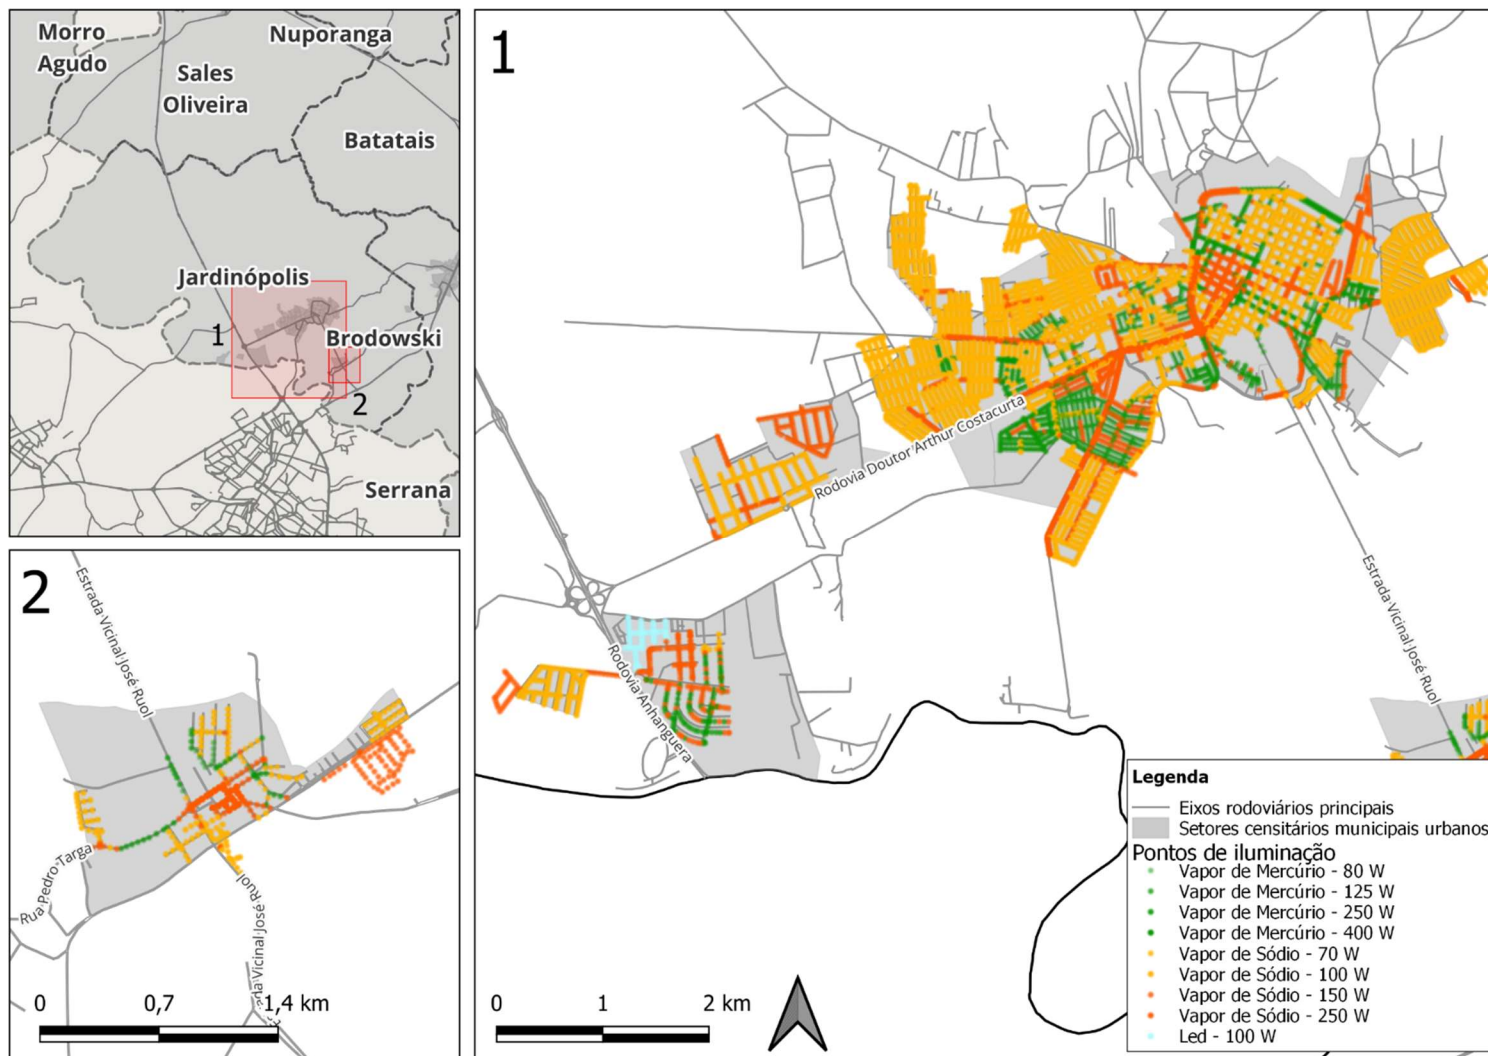 Morro
Agudo
Nuporanga
Sales
Oliveira
Batatais
Jardinópolis
1
Brodowski
2
Serrana
1
Rodovia Doutor Arthur Costacurta
Rodovia Anhanguera
Estrada Vicinal José Ruol
2
Estrada Vicinal José Ruol
Rua Pedro Targa
Vicinal José Ruol
0 0,7 1,4 km
0 1 2 km
Legenda
Eixos rodoviários principais
Setores censitários municipais urbanos
Pontos de iluminação
Vapor de Mercúrio - 80 W
Vapor de Mercúrio - 125 W
Vapor de Mercúrio - 250 W
Vapor de Mercúrio - 400 W
Vapor de Sódio - 70 W
Vapor de Sódio - 100 W
Vapor de Sódio - 150 W
Vapor de Sódio - 250 W
Led - 100 W